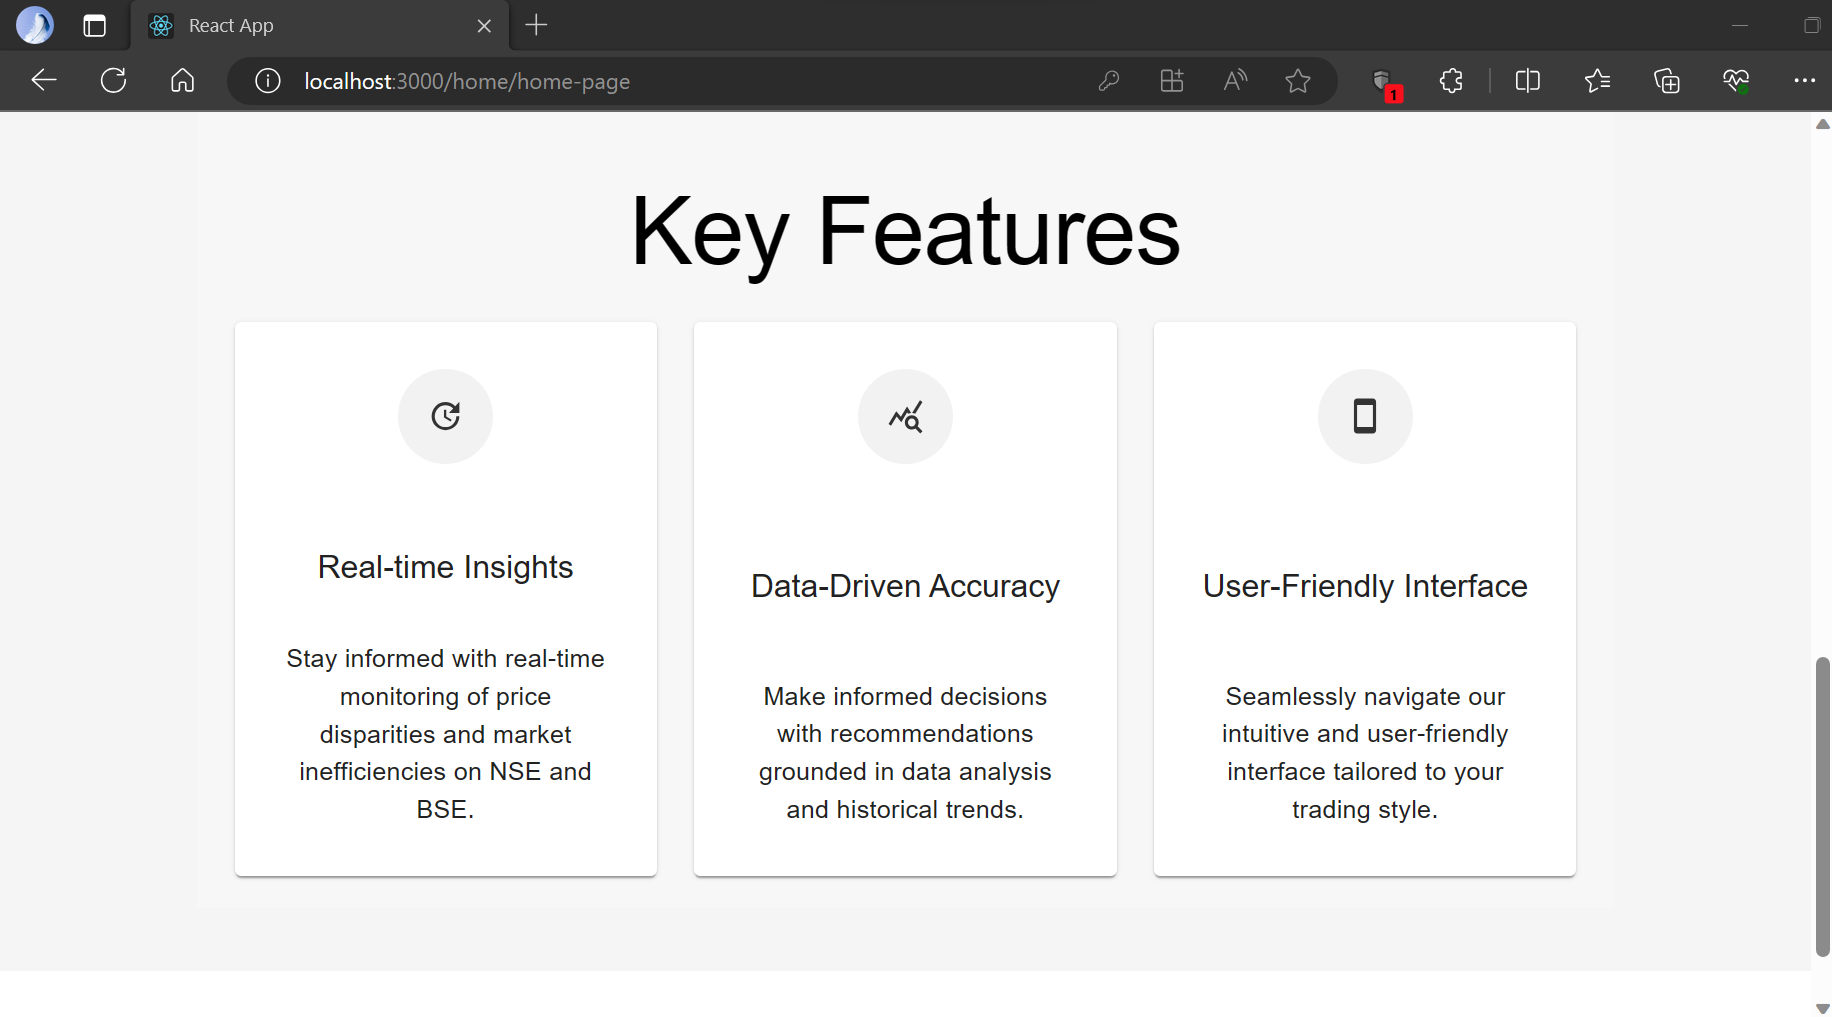 React App
localhost:3000/home/home-page
1
Key Features
Real-time Insights
Stay informed with real-time
monitoring of price
disparities and market
inefficiencies on NSE and
BSE.
Data-Driven Accuracy
Make informed decisions
with recommendations
grounded in data analysis
and historical trends.
User-Friendly Interface
Seamlessly navigate our
intuitive and user-friendly
interface tailored to your
trading style.